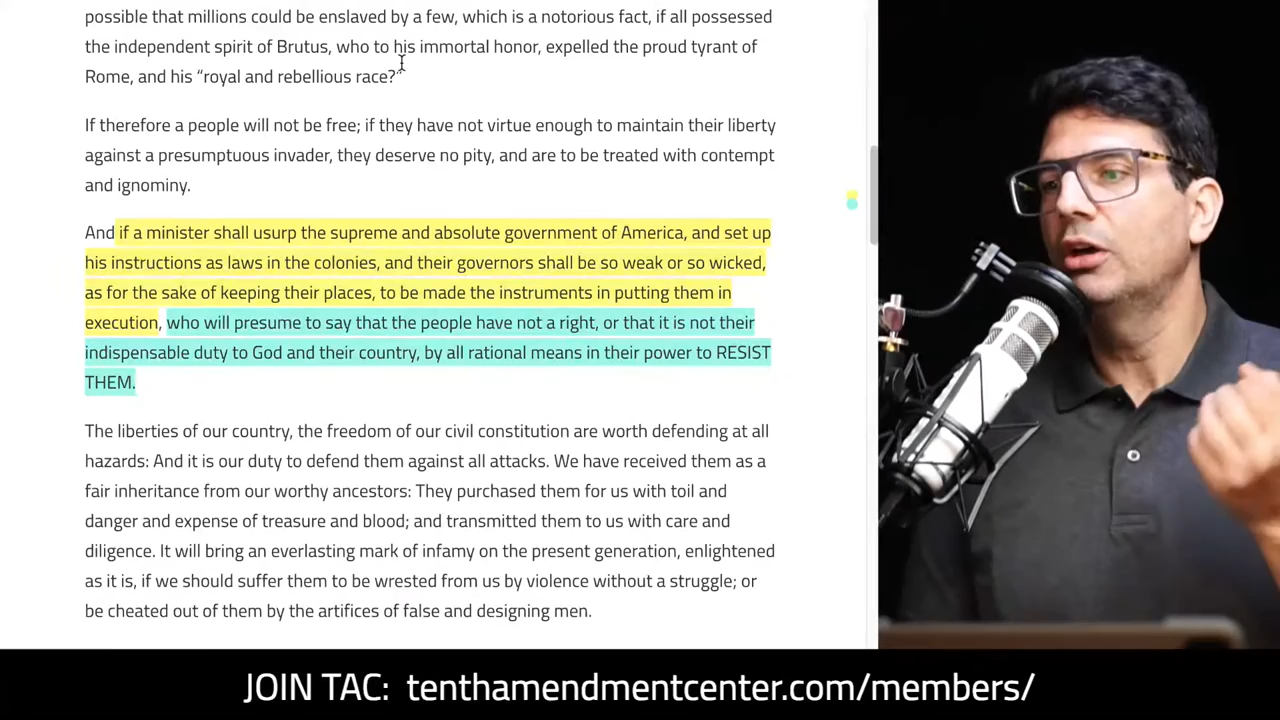 possible that millions could be enslaved by a few, which is a notorious fact, if all possessed
the independent spirit of Brutus, who to his immortal honor, expelled the proud tyrant of
Rome, and his “royal and rebellious race?”
If therefore a people will not be free; if they have not virtue enough to maintain their liberty
against a presumptuous invader, they deserve no pity, and are to be treated with contempt
and ignominy.
And if a minister shall usurp the supreme and absolute government of America, and set up
his instructions as laws in the colonies, and their governors shall be so weak or so wicked,
as for the sake of keeping their places, to be made the instruments in putting them in
execution, who will presume to say that the people have not a right, or that it is not their
indispensable duty to God and their country, by all rational means in their power to RESIST
THEM.
The liberties of our country, the freedom of our civil constitution are worth defending at all
hazards: And it is our duty to defend them against all attacks. We have received them as a
fair inheritance from our worthy ancestors: They purchased them for us with toil and
danger and expense of treasure and blood; and transmitted them to us with care and
diligence. It will bring an everlasting mark of infamy on the present generation, enlightened
as it is, if we should suffer them to be wrested from us by violence without a struggle; or
be cheated out of them by the artifices of false and designing men.
JOIN TAC: tenthamendmentcenter.com/members/